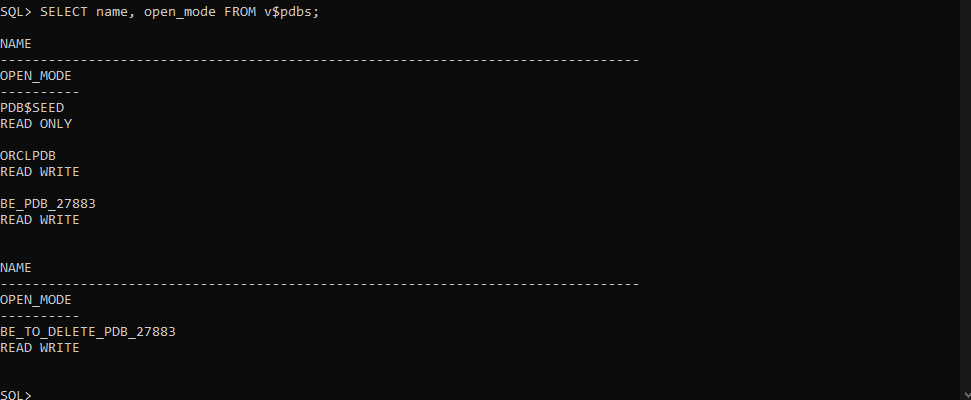 SQL> SELECT name, open_mode FROM v$pdbs;
NAME
--------------------------------------------------------------------------------
OPEN_MODE
----------
PDB$SEED
READ ONLY
ORCLPDB
READ WRITE
BE_PDB_27883
READ WRITE
NAME
--------------------------------------------------------------------------------
OPEN_MODE
----------
BE_TO_DELETE_PDB_27883
READ WRITE
SQL>